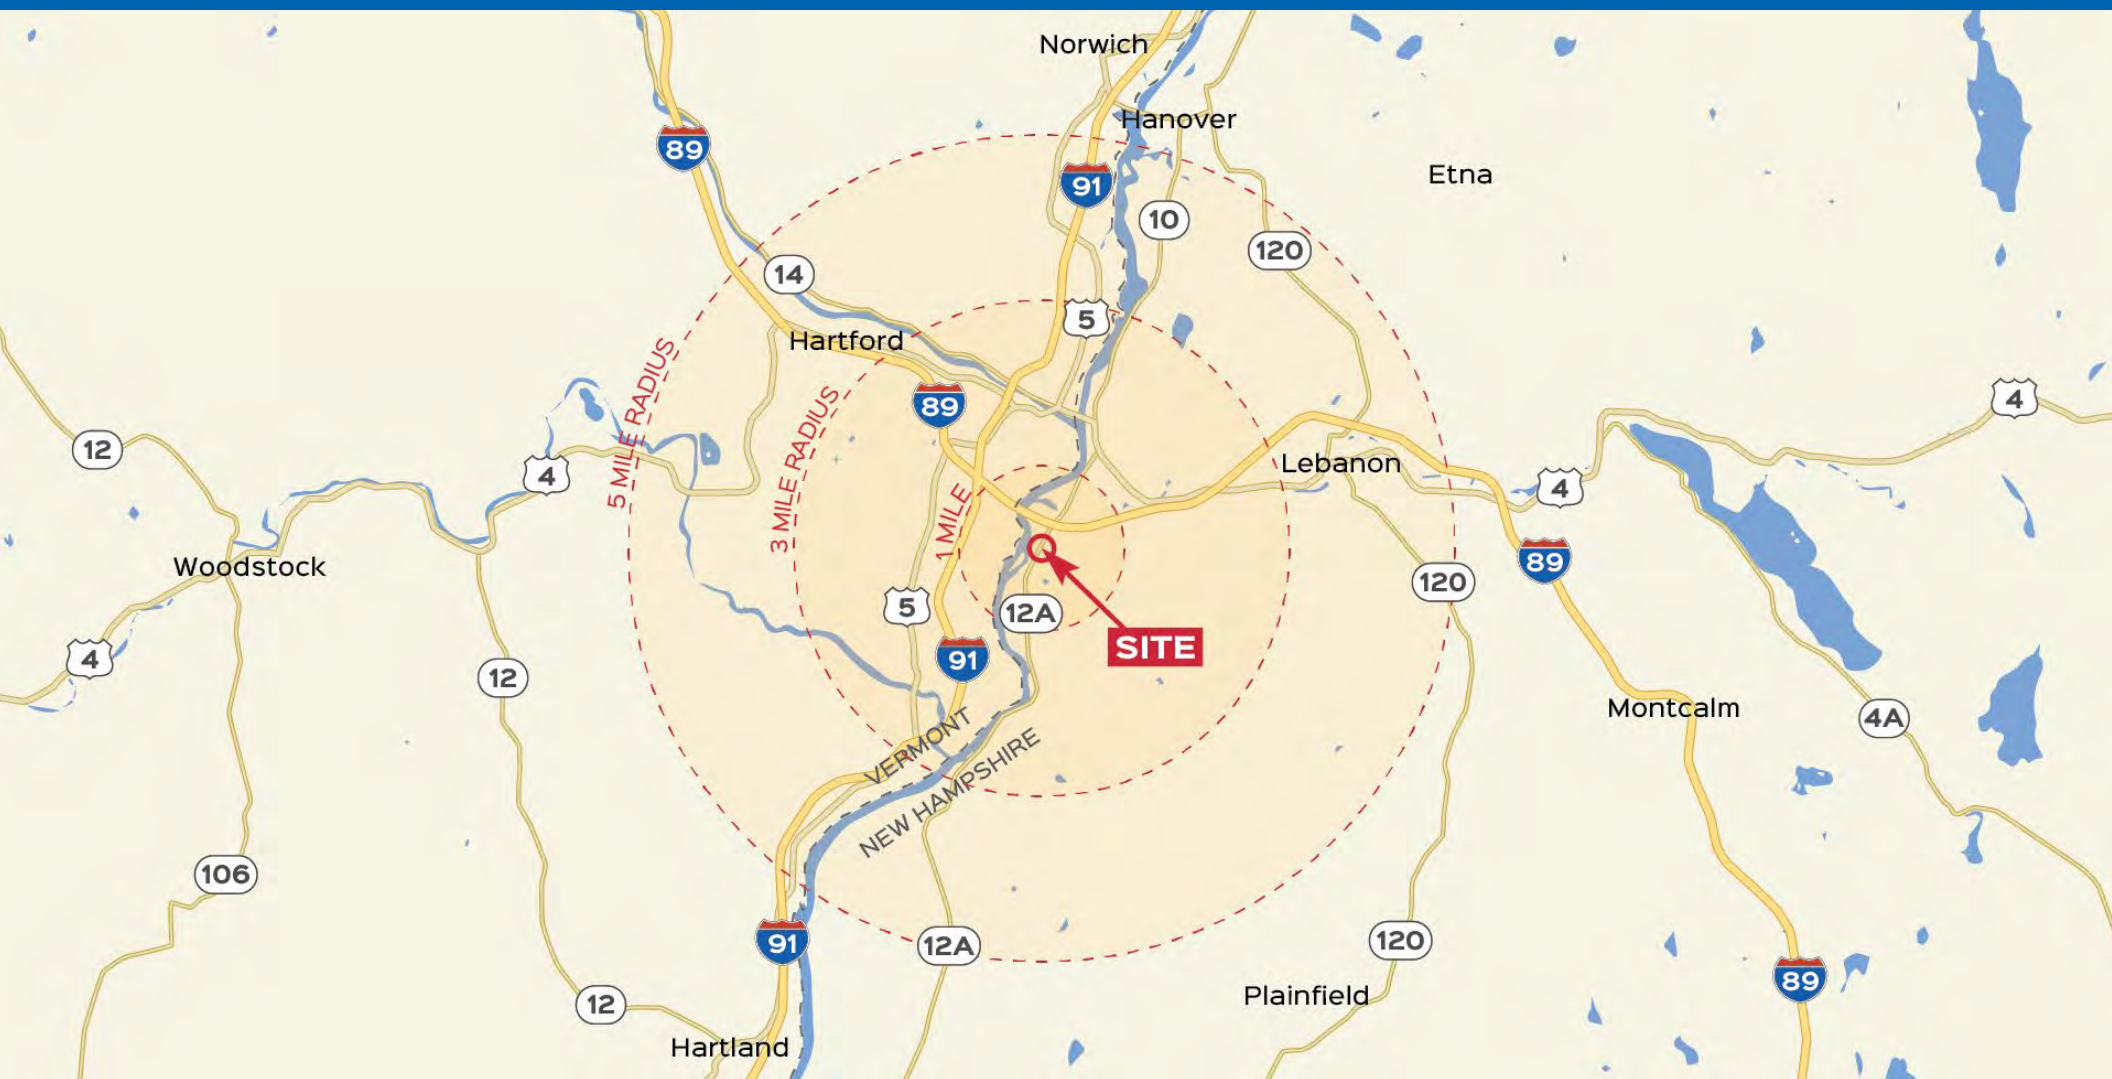 Norwich
Hanover
89
91
Etna
10
120
14
5
Hartford
5 MILE RADIUS
3 MILE RADIUS
89
4
12
4
Lebanon
4
1 MILE
Woodstock
89
120
5
12A
SITE
4
91
12
Montcalm
4A
VERMONT
NEW HAMPSHIRE
106
91
12A
120
89
Plainfield
12
Hartland